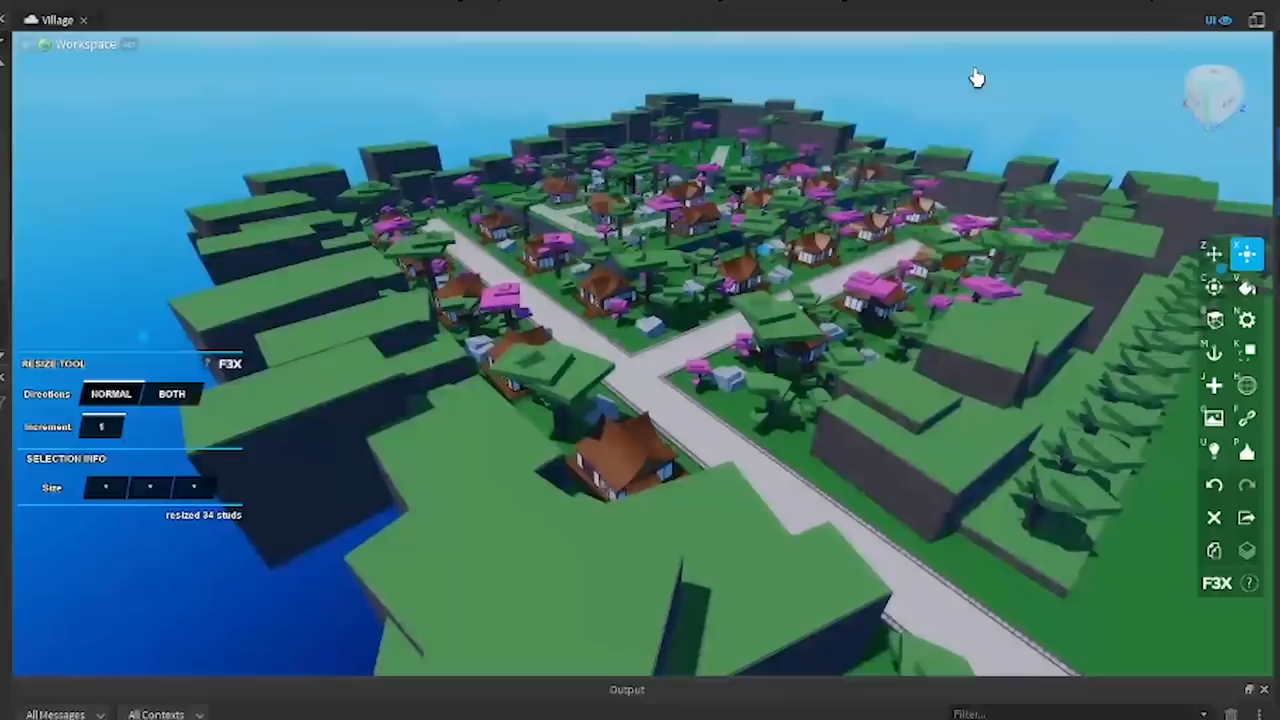 Village
UI
Workspace
RESIZE TOOL
F3X
Directions
NORMAL
BOTH
Increment
1
SELECTION INFO
Size
* * *
resized 34 studs
Z X
C V
N
M K
J H
G F
U P
F3X ?
Output
All Messages
All Contexts
Filter...